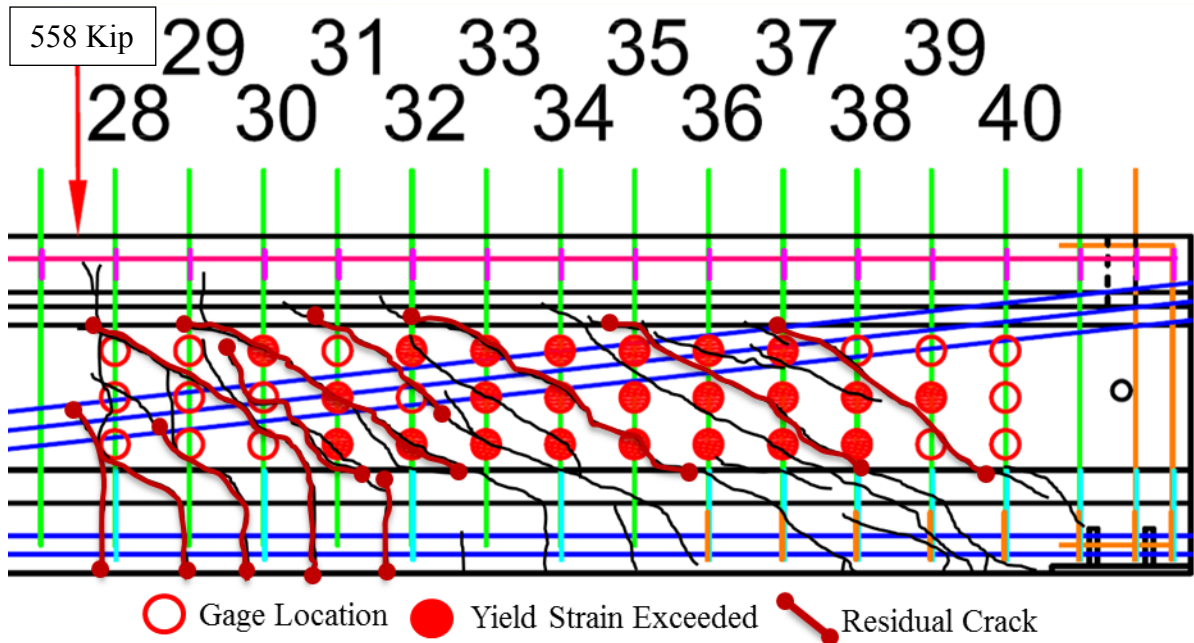 558 Kip
29 31 33 35 37 39
28 30 32 34 36 38 40
Gage Location Yield Strain Exceeded Residual Crack